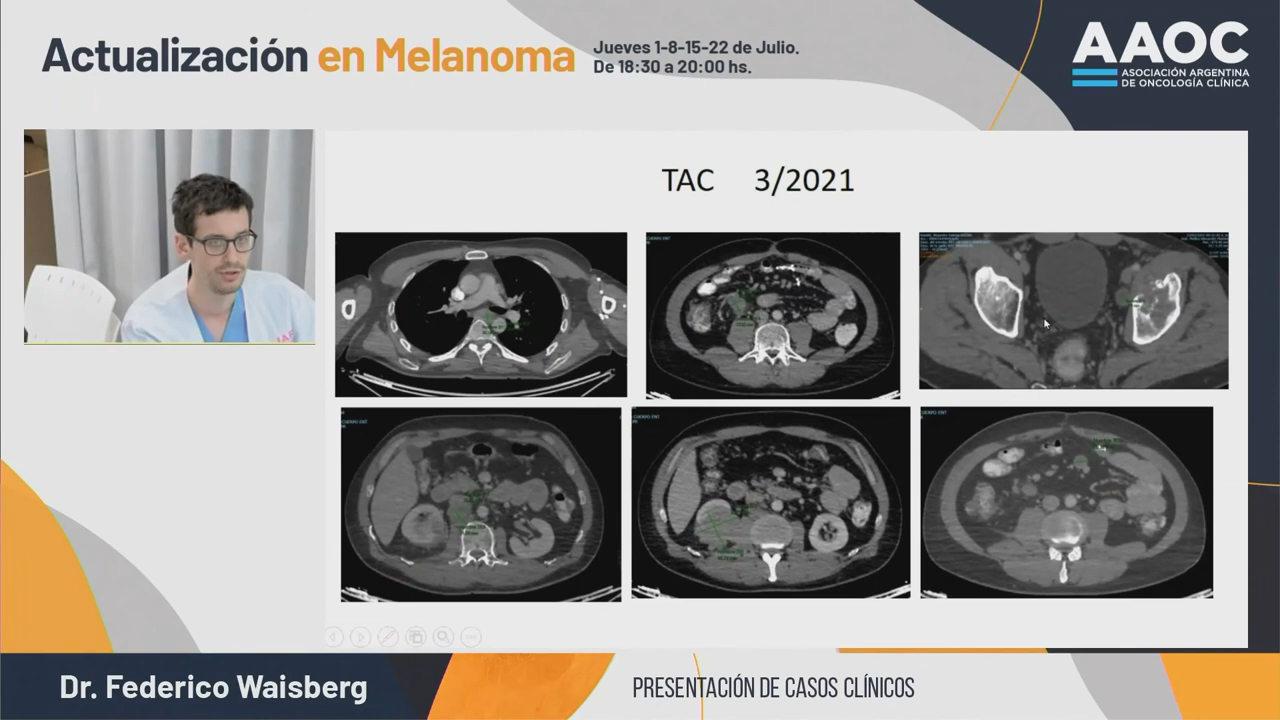 Actualización en Melanoma
Jueves 1-8-15-22 de Julio.
De 18:30 a 20:00 hs.
AAOC
ASOCIACIÓN ARGENTINA
DE ONCOLOGÍA CLÍNICA
TAC 3/2021
Dr. Federico Waisberg
PRESENTACIÓN DE CASOS CLÍNICOS